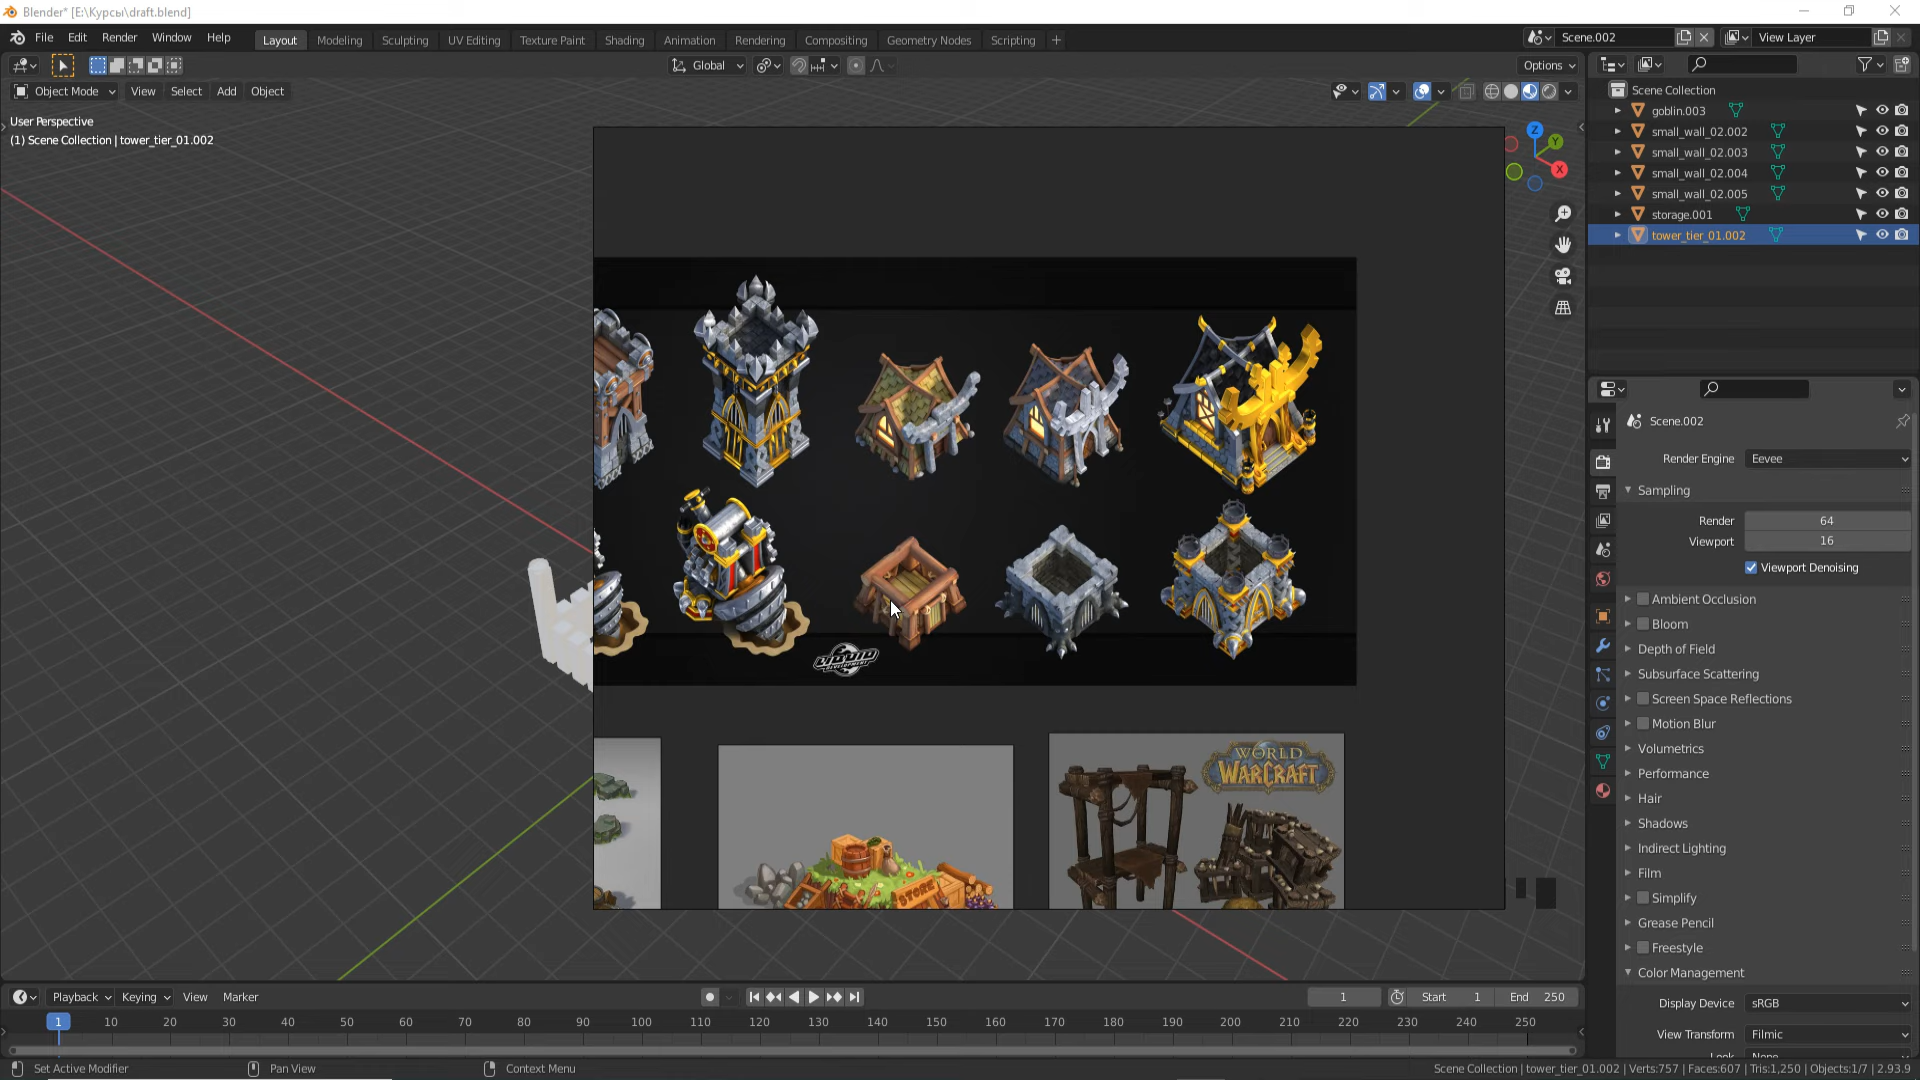 Blender* [E:\Курсы\draft.blend]
File Edit Render Window Help
Layout Modeling Sculpting UV Editing Texture Paint Shading Animation Rendering Compositing Geometry Nodes Scripting +
Scene.002
View Layer
Global
Options
Object Mode View Select Add Object
User Perspective
(1) Scene Collection | tower_tier_01.002
Z
Y
X
Scene Collection
goblin.003
small_wall_02.002
small_wall_02.003
small_wall_02.004
small_wall_02.005
storage.001
tower_tier_01.002
Scene.002
Render Engine Eevee
Sampling
Render 64
Viewport 16
Viewport Denoising
Ambient Occlusion
Bloom
Depth of Field
Subsurface Scattering
Screen Space Reflections
Motion Blur
Volumetrics
Performance
Hair
Shadows
Indirect Lighting
Film
Simplify
Grease Pencil
Freestyle
Color Management
Display Device sRGB
View Transform Filmic
LIQUID
DEVELOPMENT
WORLD
WARCRAFT
STORE
Playback Keying View Marker
1 Start 1 End 250
1 10 20 30 40 50 60 70 80 90 100 110 120 130 140 150 160 170 180 190 200 210 220 230 240 250
Set Active Modifier Pan View Context Menu
Scene Collection | tower_tier_01.002 | Verts:757 | Faces:607 | Tris:1,250 | Objects:1/7 | 2.93.9